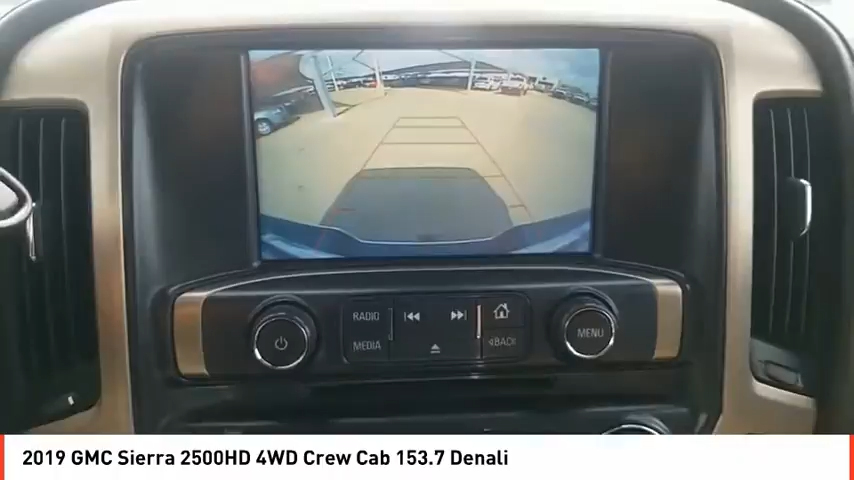 RADIO
MEDIA
BACK
MENU
2019 GMC Sierra 2500HD 4WD Crew Cab 153.7 Denali